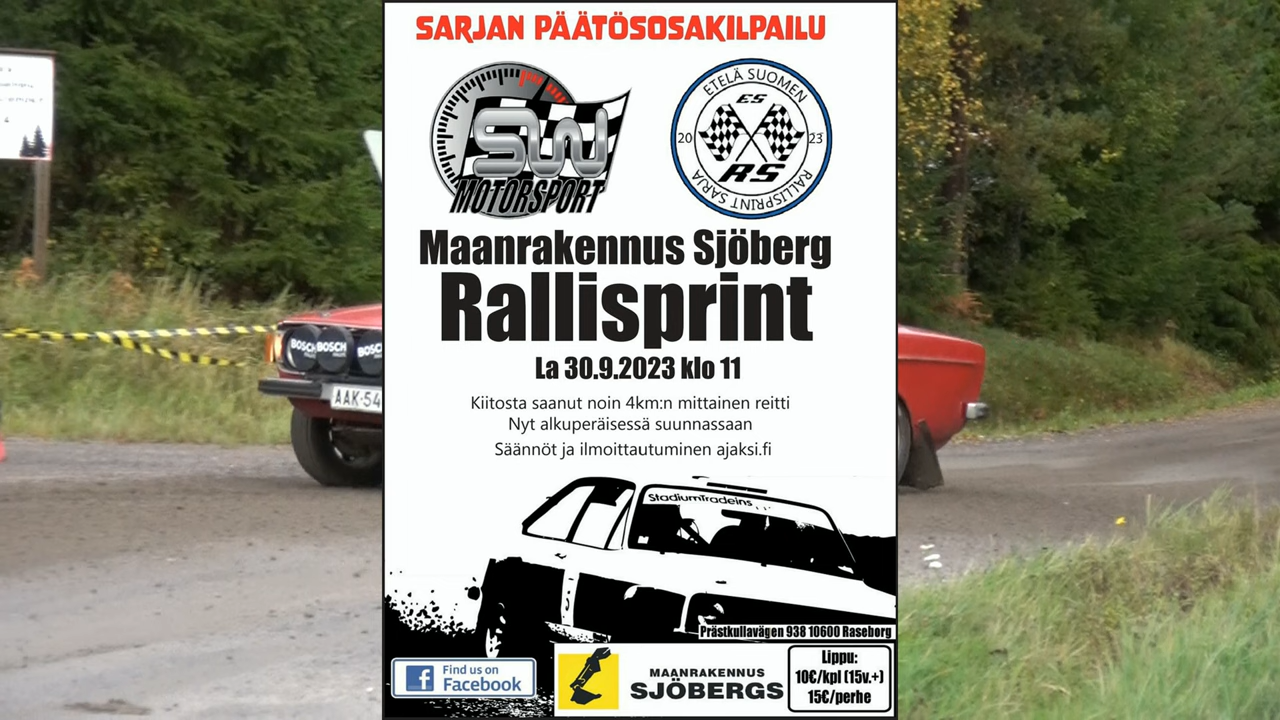 SARJAN PÄÄTÖSOSAKILPAILU
SW
MOTORSPORT
ETELÄ SUOMEN
ES
20 23
RS
RALLISPRINT SARJA
Maanrakennus Sjöberg
Rallisprint
La 30.9.2023 klo 11
BOSCH
BOSCH
BOSC
AAK-54
Kiitosta saanut noin 4km:n mittainen reitti
Nyt alkuperäisessä suunnassaan
Säännöt ja ilmoittautuminen ajaksi.fi
StadiumTradeins
Prästkullavägen 938 10600 Raseborg
Find us on
Facebook
MAANRAKENNUS
SJÖBERGS
Lippu:
10€/kpl (15v.+)
15€/perhe